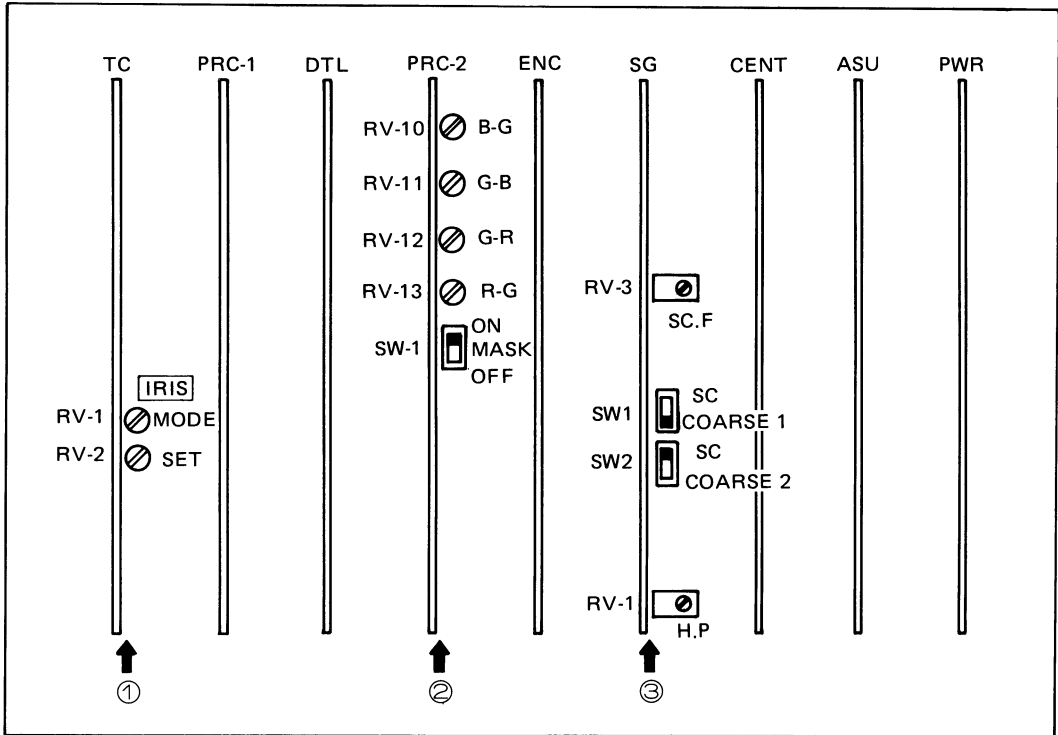 TC PRC-1 DTL PRC-2 ENC SG CENT ASU PWR
RV-10 B-G
RV-11 G-B
RV-12 G-R
RV-3
RV-13 R-G
SC.F
ON
SW-1 MASK
OFF
IRIS
SC
RV-1 MODE
SW1 COARSE 1
RV-2 SET
SW2 SC
COARSE 2
RV-1
H.P
① ② ③